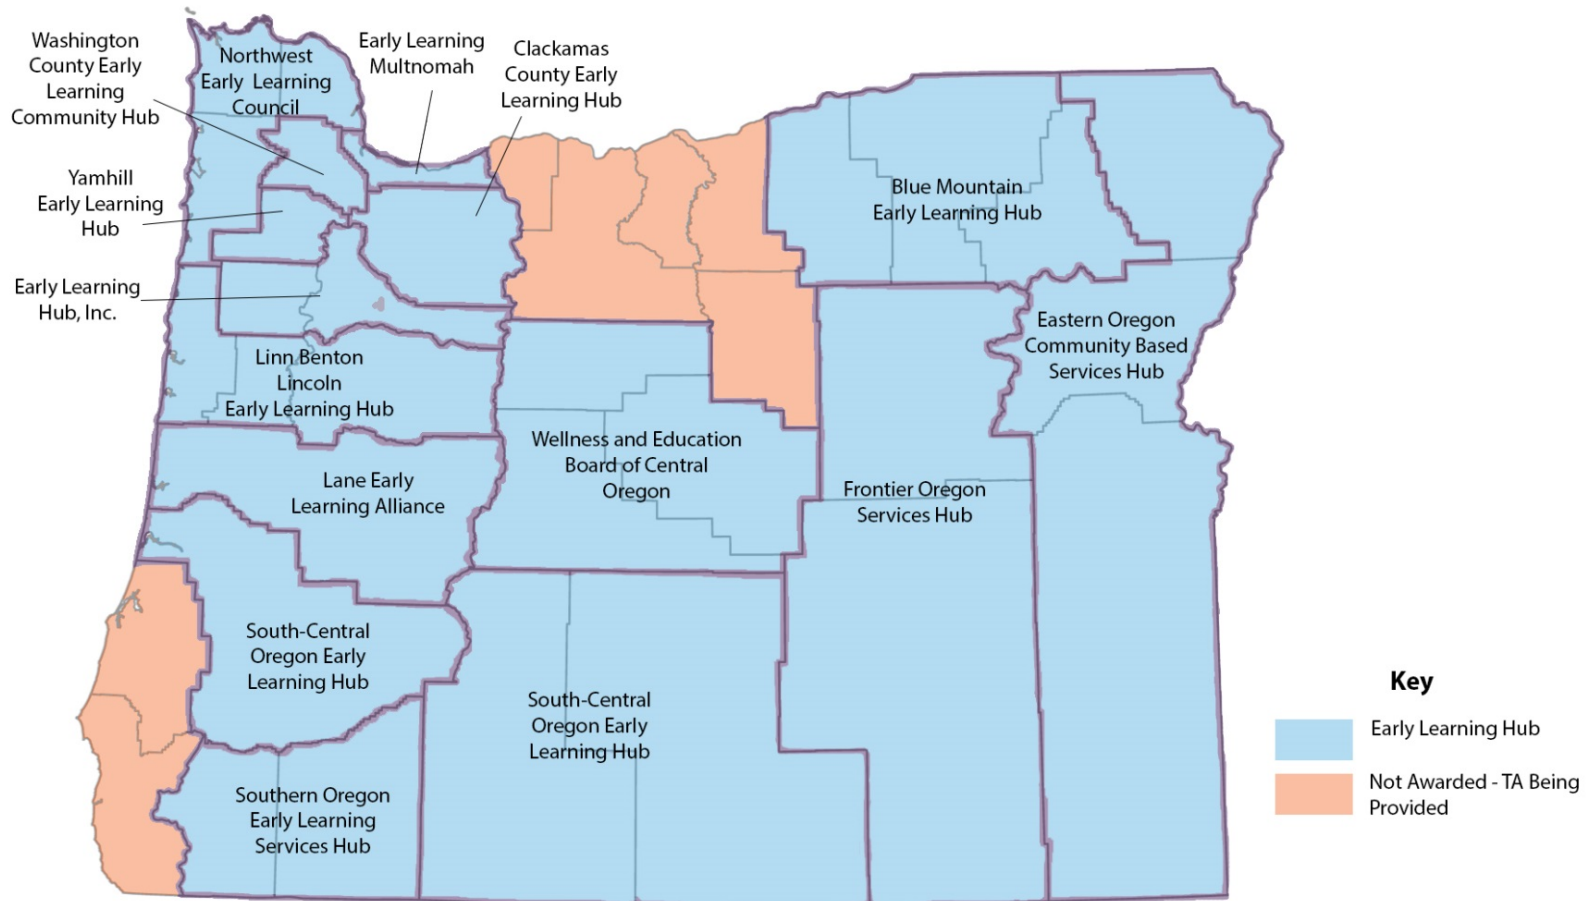 Washington
County Early
Learning
Community Hub
Northwest
Early Learning
Council
Early Learning
Multnomah
Clackamas
County Early
Learning Hub
Yamhill
Early Learning
Hub
Blue Mountain
Early Learning Hub
Early Learning
Hub, Inc.
Eastern Oregon
Community Based
Services Hub
Linn Benton
Lincoln
Early Learning Hub
Wellness and Education
Board of Central
Oregon
Lane Early
Learning Alliance
Frontier Oregon
Services Hub
South-Central
Oregon Early
Learning Hub
South-Central
Oregon Early
Learning Hub
Southern Oregon
Early Learning
Services Hub
Key
Early Learning Hub
Not Awarded - TA Being
Provided